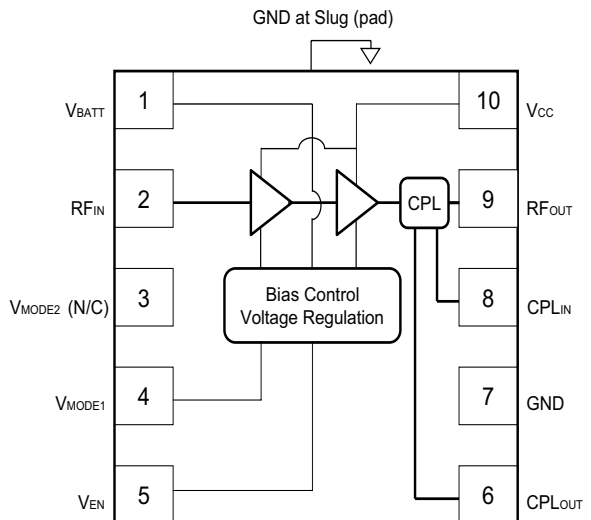 GND at Slug (pad)
VBATT
1
10
VCC
RFIN
2
CPL
9
RFOUT
VMODE2 (N/C)
3
Bias Control
Voltage Regulation
8
CPLIN
VMODE1
4
7
GND
VEN
5
6
CPLOUT